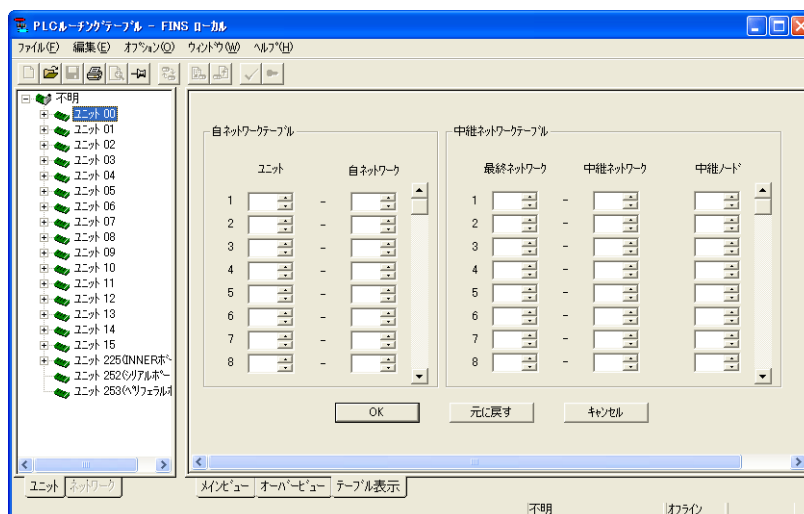 PLCルーチングテーブル - FINS ローカル
ファイル(F) 編集(E) オプション(O) ウィンドウ(W) ヘルプ(H)
不明
ユニット 00
ユニット 01
ユニット 02
ユニット 03
ユニット 04
ユニット 05
ユニット 06
ユニット 07
ユニット 08
ユニット 09
ユニット 10
ユニット 11
ユニット 12
ユニット 13
ユニット 14
ユニット 15
ユニット 225(INNERポー
ユニット 252(シリアルポー
ユニット 253(ペリフェラルポ
ユニット ネットワーク
自ネットワークテーブル
ユニット 自ネットワーク
1 -
2 -
3 -
4 -
5 -
6 -
7 -
8 -
中継ネットワークテーブル
最終ネットワーク 中継ネットワーク 中継ノード
1 -
2 -
3 -
4 -
5 -
6 -
7 -
8 -
OK 元に戻す キャンセル
メインビュー オーバービュー テーブル表示
不明 オフライン